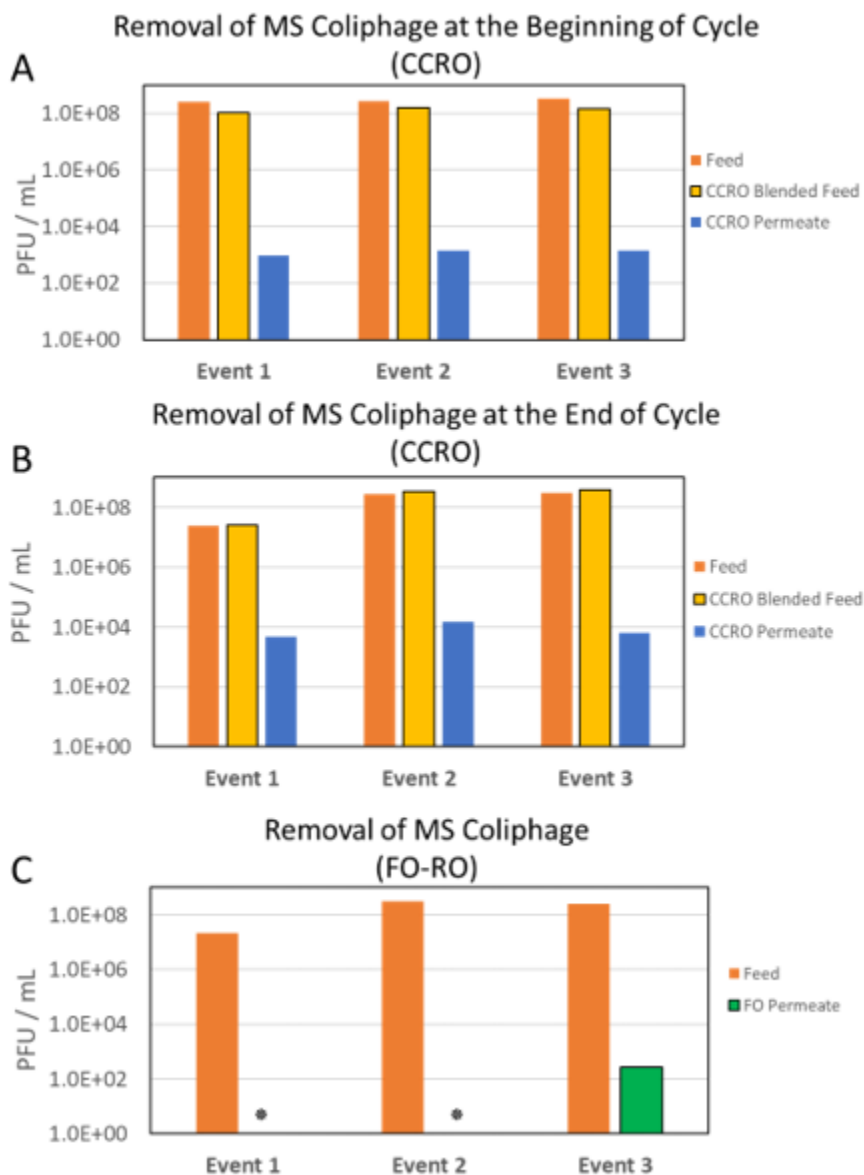 Removal of MS Coliphage at the Beginning of Cycle
(CCRO)
A
1.0E+08
1.0E+06
1.0E+04
1.0E+02
1.0E+00
PFU / mL
Feed
CCRO Blended Feed
CCRO Permeate
Event 1 Event 2 Event 3
Removal of MS Coliphage at the End of Cycle
(CCRO)
B
1.0E+08
1.0E+06
1.0E+04
1.0E+02
1.0E+00
PFU / mL
Feed
CCRO Blended Feed
CCRO Permeate
Event 1 Event 2 Event 3
Removal of MS Coliphage
(FO-RO)
C
1.0E+08
1.0E+06
1.0E+04
1.0E+02
1.0E+00
PFU / mL
* *
Feed
FO Permeate
Event 1 Event 2 Event 3